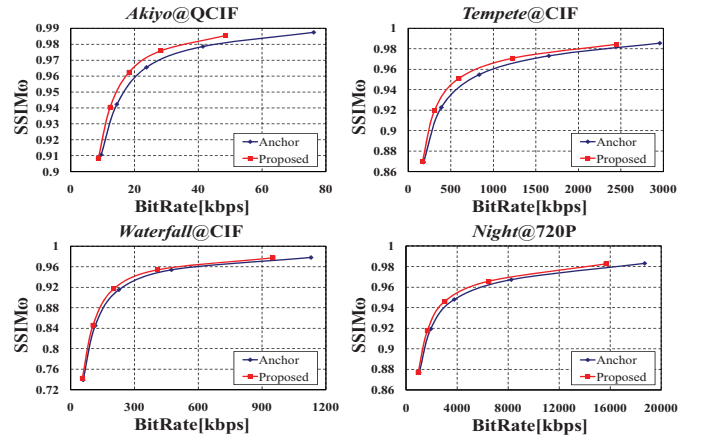 Akiyo@QCIF
SSIMω
0.99
0.98
0.97
0.96
0.95
0.94
0.93
0.92
0.91
0.9
0 20 40 60 80
BitRate[kbps]
Anchor
Proposed
Tempete@CIF
SSIMω
1
0.98
0.96
0.94
0.92
0.9
0.88
0.86
0 500 1000 1500 2000 2500 3000
BitRate[kbps]
Anchor
Proposed
Waterfall@CIF
SSIMω
1
0.96
0.92
0.88
0.84
0.8
0.76
0.72
0 300 600 900 1200
BitRate[kbps]
Anchor
Proposed
Night@720P
SSIMω
1
0.98
0.96
0.94
0.92
0.9
0.88
0.86
0 4000 8000 12000 16000 20000
BitRate[kbps]
Anchor
Proposed